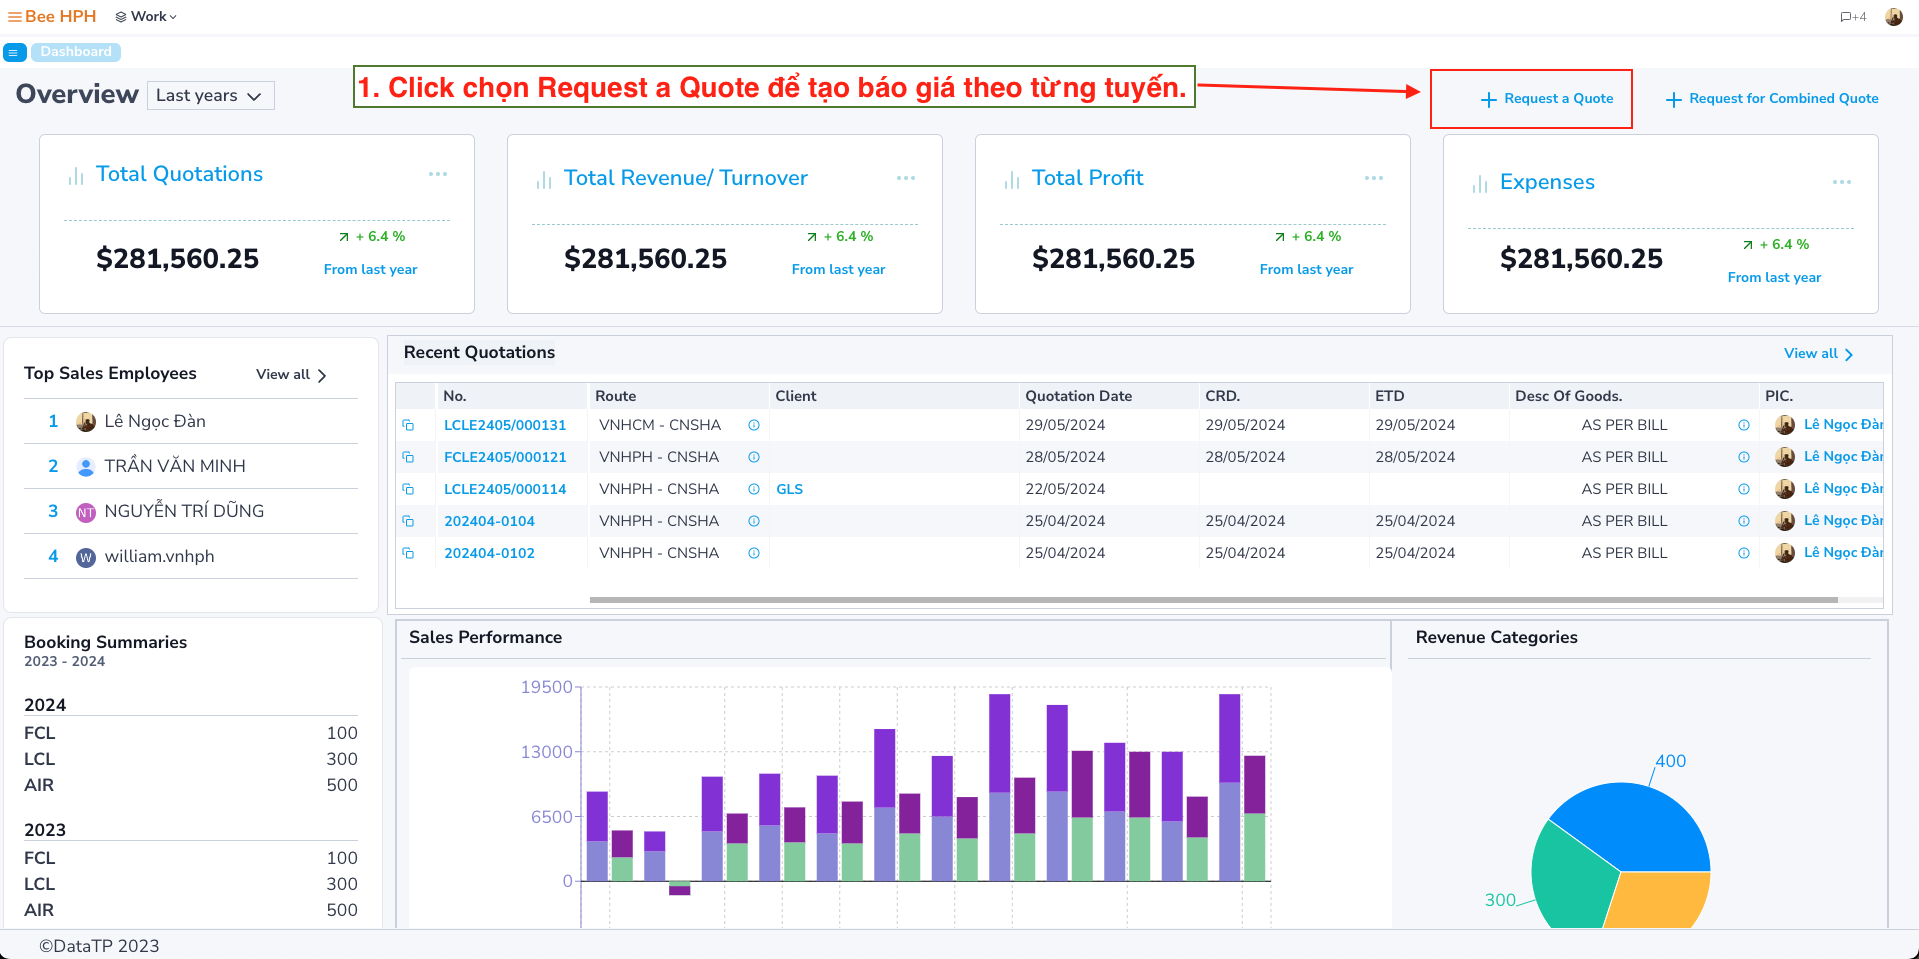 Bee HPH Work +4
Dashboard
Overview Last years
1. Click chọn Request a Quote để tạo báo giá theo từng tuyến.
Request a Quote Request for Combined Quote
Total Quotations
$281,560.25
+ 6.4 %
From last year
Total Revenue/ Turnover
$281,560.25
+ 6.4 %
From last year
Total Profit
$281,560.25
+ 6.4 %
From last year
Expenses
$281,560.25
+ 6.4 %
From last year
Top Sales Employees View all
1 Lê Ngọc Đàn
2 TRẦN VĂN MINH
3 NT NGUYỄN TRÍ DŨNG
4 W william.vnhph
Recent Quotations View all
No. Route Client Quotation Date CRD. ETD Desc Of Goods. PIC.
LCLE2405/000131 VNHCM - CNSHA 29/05/2024 29/05/2024 29/05/2024 AS PER BILL Lê Ngọc Đàn
FCLE2405/000121 VNHPH - CNSHA 28/05/2024 28/05/2024 28/05/2024 AS PER BILL Lê Ngọc Đàn
LCLE2405/000114 VNHPH - CNSHA GLS 22/05/2024 AS PER BILL Lê Ngọc Đàn
202404-0104 VNHPH - CNSHA 25/04/2024 25/04/2024 25/04/2024 AS PER BILL Lê Ngọc Đàn
202404-0102 VNHPH - CNSHA 25/04/2024 25/04/2024 25/04/2024 AS PER BILL Lê Ngọc Đàn
Booking Summaries
2023 - 2024
2024
FCL 100
LCL 300
AIR 500
2023
FCL 100
LCL 300
AIR 500
Sales Performance
19500
13000
6500
0
Revenue Categories
400
300
©DataTP 2023